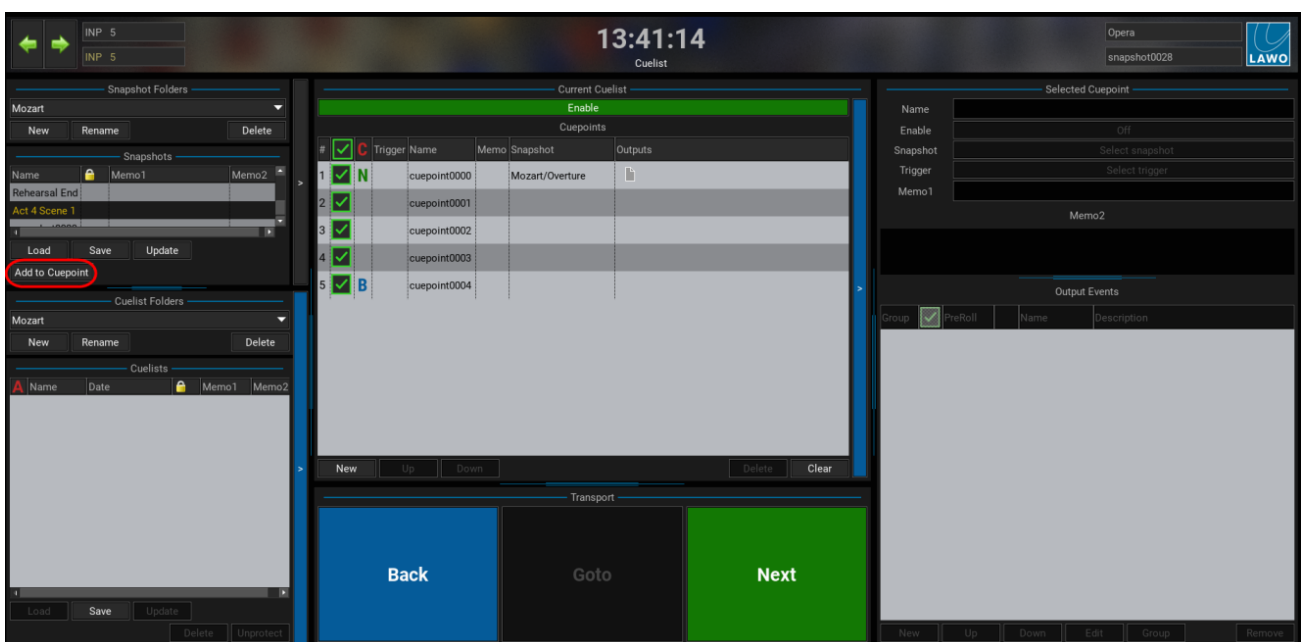 INP 5
INP 5
13:41:14
Cuelist
Opera
snapshot0028
LAWO
Snapshot Folders
Mozart
New Rename Delete
Snapshots
Name Memo1 Memo2
Rehearsal End
Act 4 Scene 1
Load Save Update
Add to Cuepoint
Cuelist Folders
Mozart
New Rename Delete
Cuelists
A Name Date Memo1 Memo2
Load Save Update
Delete Unprotect
Current Cuelist
Enable
Cuepoints
# C Trigger Name Memo Snapshot Outputs
1 N cuepoint0000 Mozart/Overture
2 cuepoint0001
3 cuepoint0002
4 cuepoint0003
5 B cuepoint0004
New Up Down Delete Clear
Transport
Back Goto Next
Selected Cuepoint
Name
Enable Off
Snapshot Select snapshot
Trigger Select trigger
Memo1
Memo2
Output Events
Group PreRoll Name Description
New Up Down Edit Group Remove